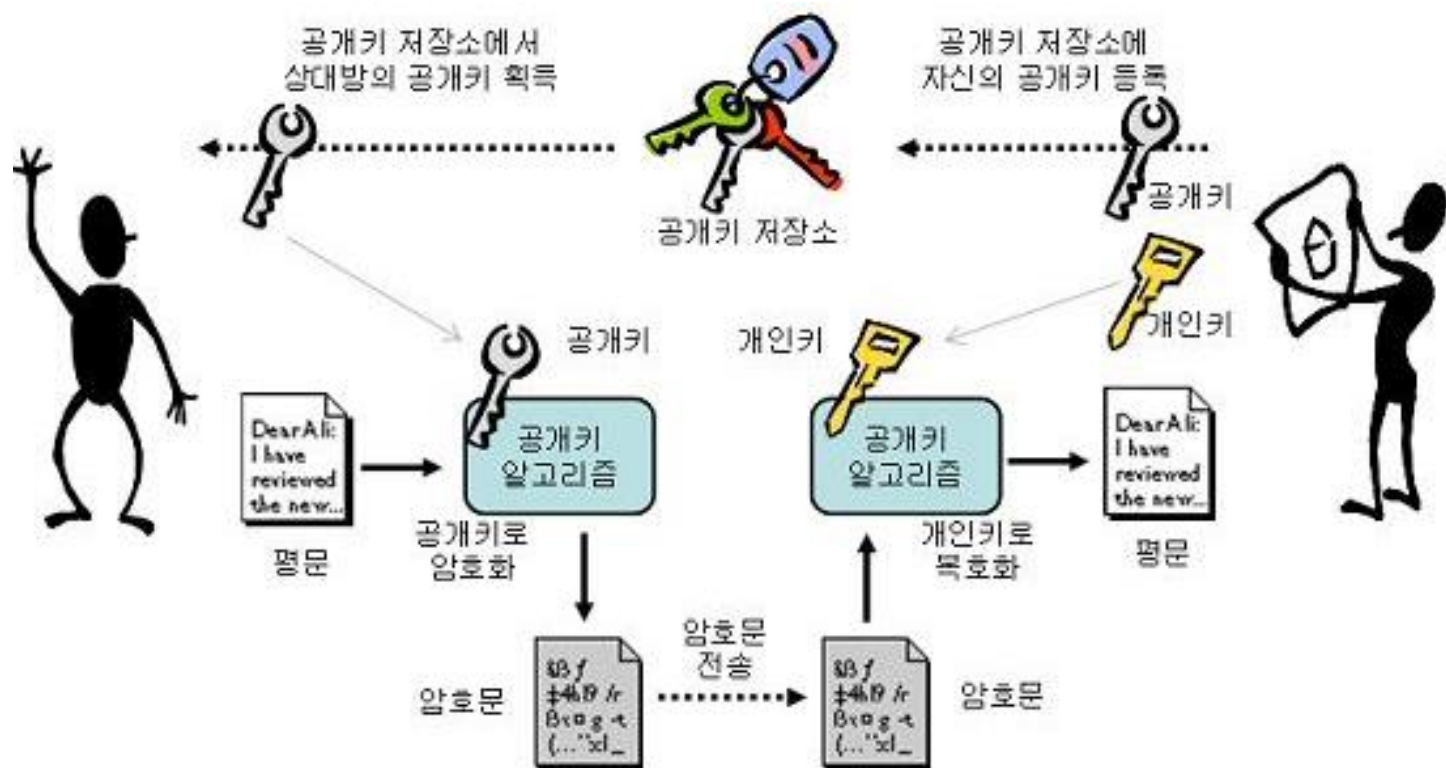 공개키 저장소에서
상대방의 공개키 획득
공개키 저장소에
자신의 공개키 등록
공개키
공개키 저장소
개인키
공개키
개인키
DearAli:
I have
reviewed
the new...
공개키
알고리즘
공개키
알고리즘
DearAli:
I have
reviewed
the new...
평문
공개키로
암호화
개인키로
복호화
평문
암호문
암호문
전송
암호문